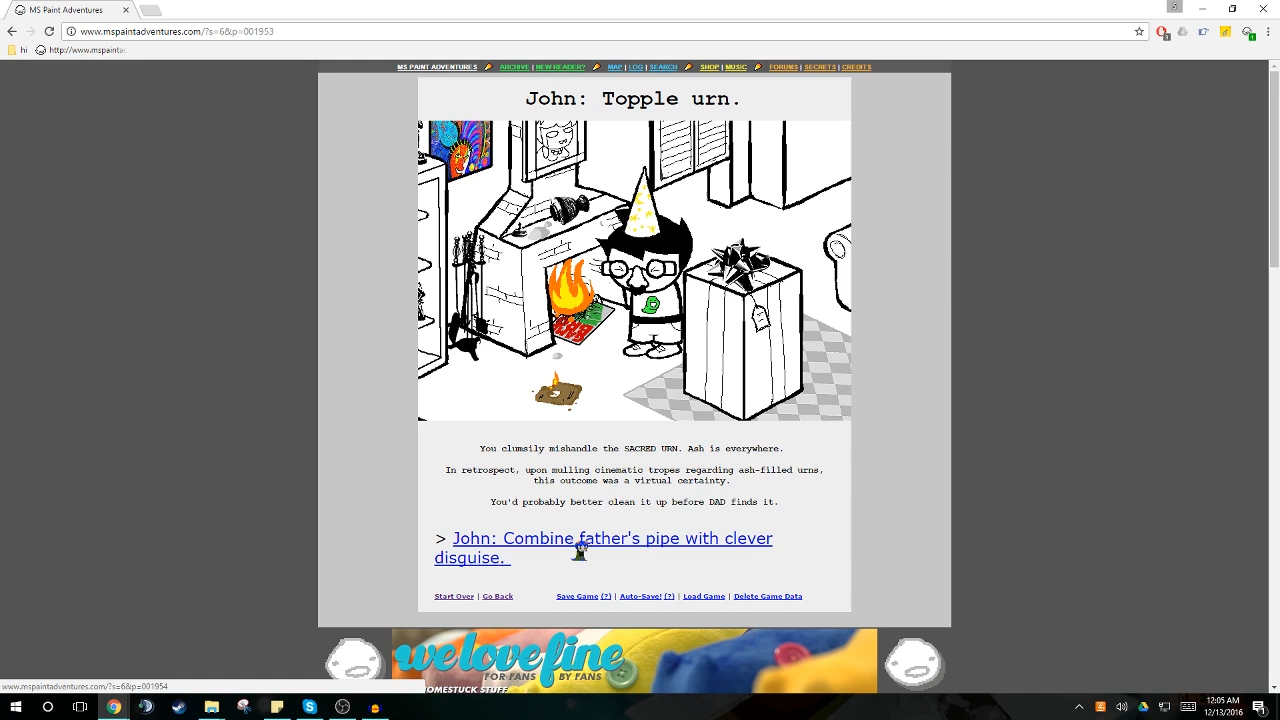 MS Paint Adventures
www.mspaintadventures.com/?s=6&p=001953
hi
http://www.mspainta
MS PAINT ADVENTURES ARCHIVE | NEW READER? MAP | LOG | SEARCH SHOP | MUSIC FORUMS | SECRETS | CREDITS
John: Topple urn.
You clumsily mishandle the SACRED URN. Ash is everywhere.
In retrospect, upon mulling cinematic tropes regarding ash-filled urns,
this outcome was a virtual certainty.
You'd probably better clean it up before DAD finds it.
> John: Combine father's pipe with clever
disguise.
Start Over | Go Back Save Game (?) | Auto-Save! (?) | Load Game | Delete Game Data
welovefine
FOR FANS BY FANS
HOMESTUCK STUFF
www.mspaintadventures.com/?s=6&p=001954
12:05 AM
12/13/2016